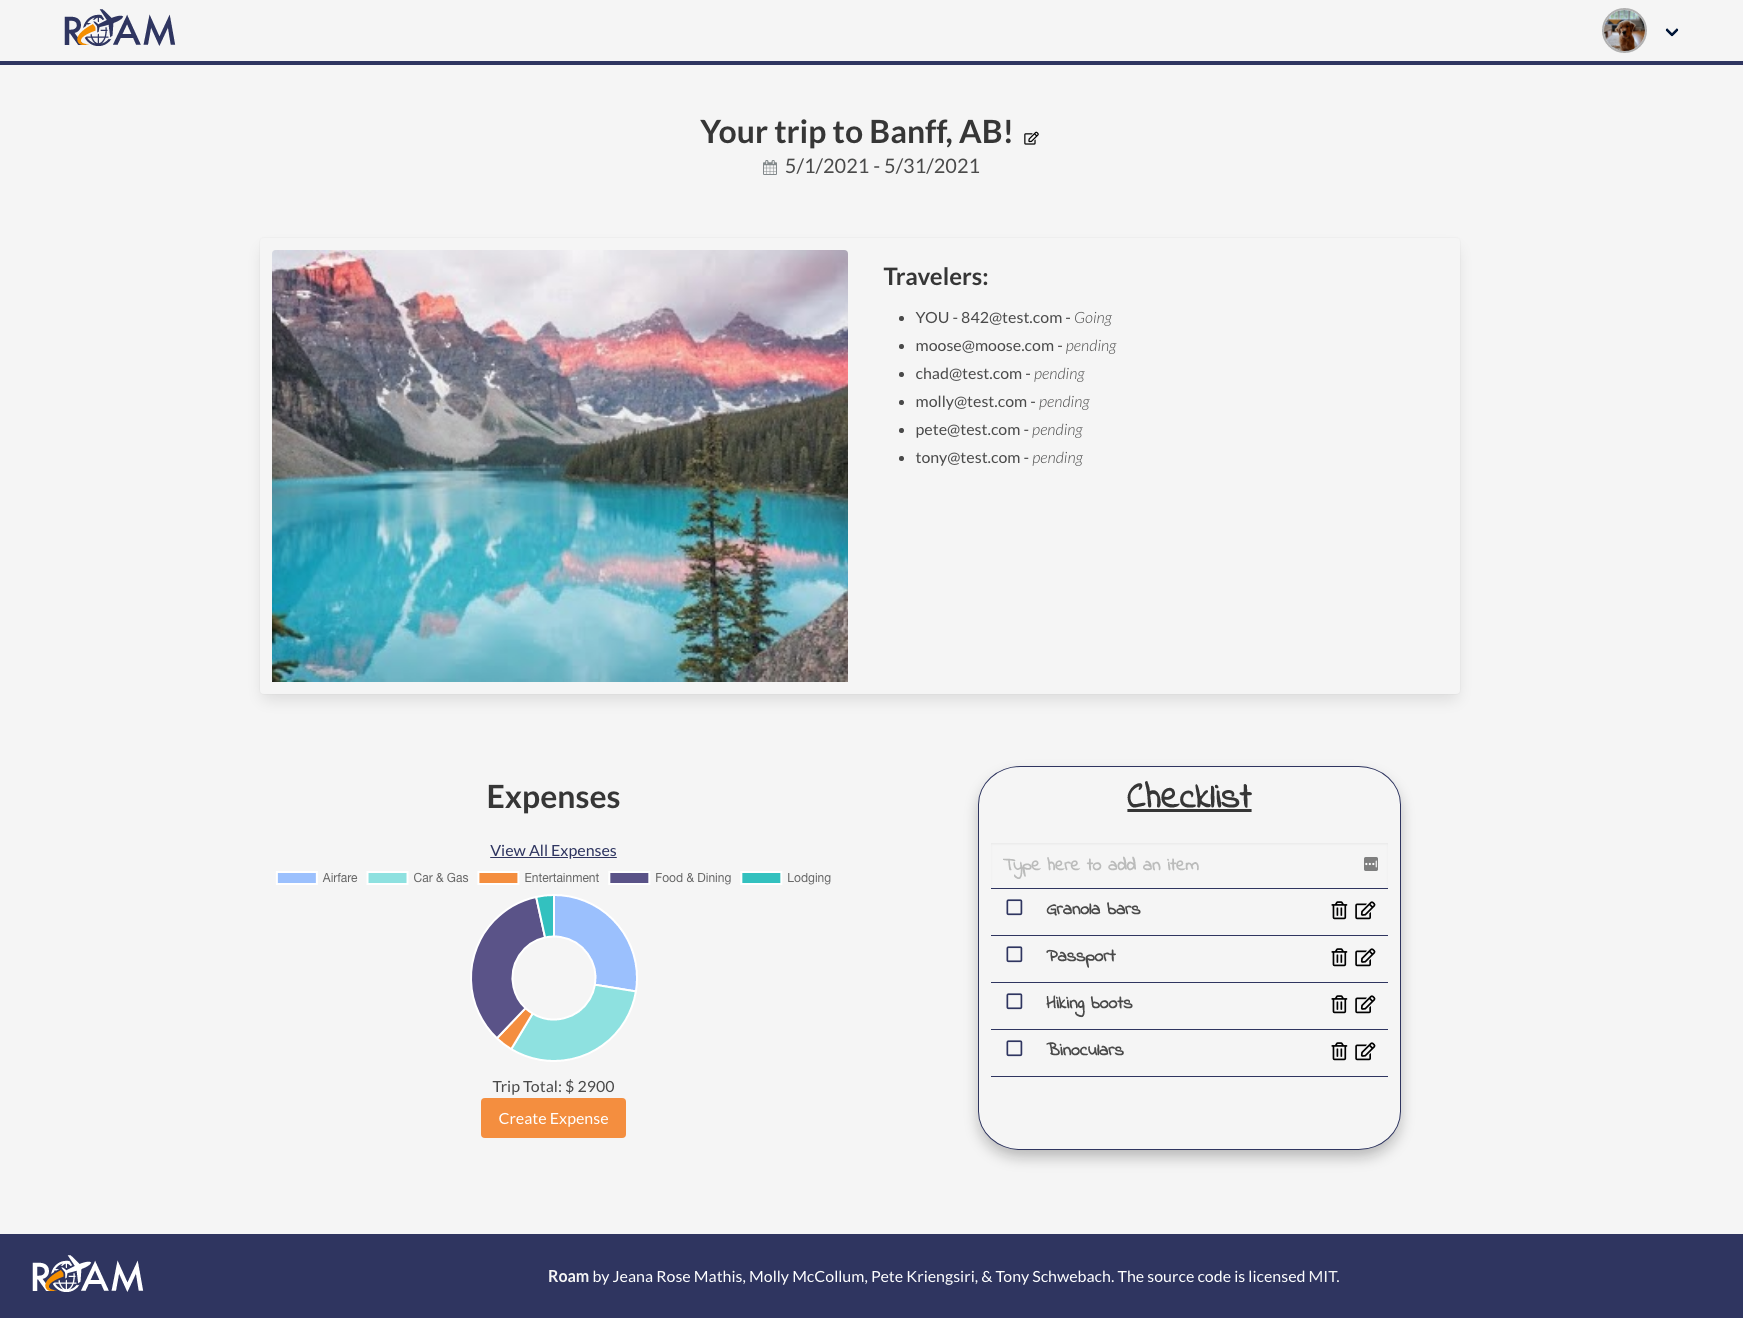 ROAM
Your trip to Banff, AB!
5/1/2021 - 5/31/2021
Travelers:
YOU - 842@test.com - Going
moose@moose.com - pending
chad@test.com - pending
molly@test.com - pending
pete@test.com - pending
tony@test.com - pending
Expenses
View All Expenses
Airfare Car & Gas Entertainment Food & Dining Lodging
Trip Total: $ 2900
Create Expense
Checklist
Type here to add an item
Granola bars
Passport
Hiking boots
Binoculars
ROAM
Roam by Jeana Rose Mathis, Molly McCollum, Pete Kriengsiri, & Tony Schwebach. The source code is licensed MIT.